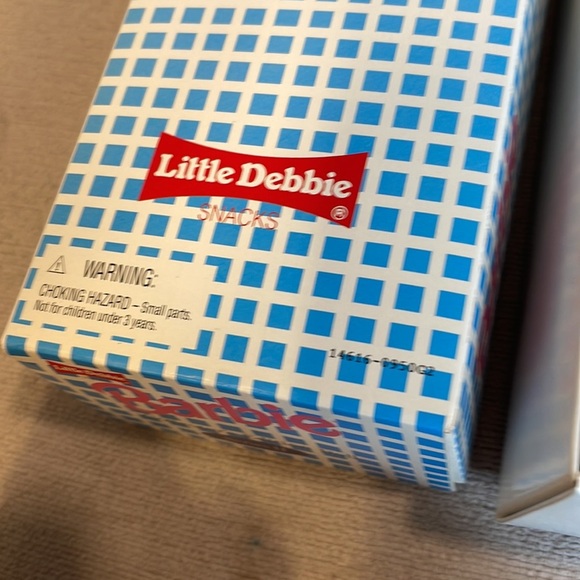 Little Debbie
®
SNACKS
⚠ WARNING:
CHOKING HAZARD - Small parts.
Not for children under 3 years.
Barbie